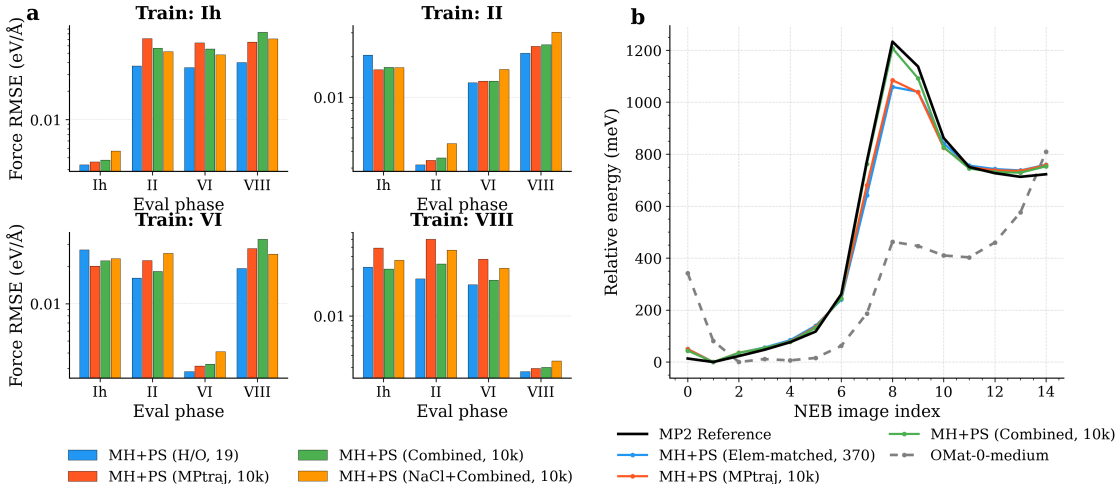 a
Train: Ih
Train: II
b
Force RMSE (eV/Å)
0.01
0.01
Ih II VI VIII
Ih II VI VIII
Eval phase
Eval phase
Train: VI
Train: VIII
Force RMSE (eV/Å)
0.01
0.01
Ih II VI VIII
Ih II VI VIII
Eval phase
Eval phase
MH+PS (H/O, 19)
MH+PS (MPtraj, 10k)
MH+PS (Combined, 10k)
MH+PS (NaCl+Combined, 10k)
Relative energy (meV)
1200
1000
800
600
400
200
0
0 2 4 6 8 10 12 14
NEB image index
MP2 Reference
MH+PS (Elem-matched, 370)
MH+PS (MPtraj, 10k)
MH+PS (Combined, 10k)
OMat-0-medium